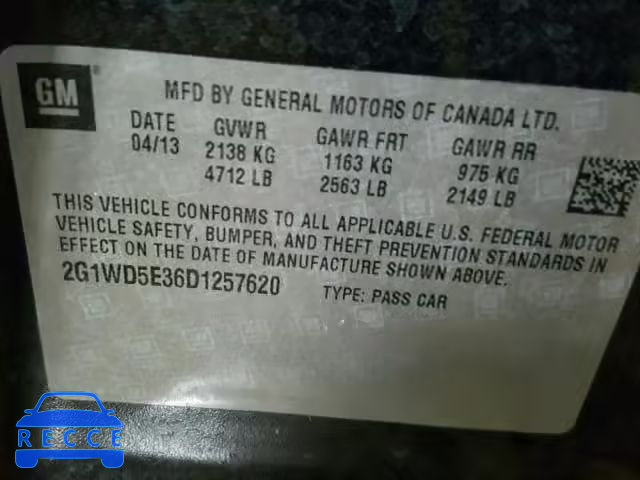 GM ®
MFD BY GENERAL MOTORS OF CANADA LTD.
DATE GVWR GAWR FRT GAWR RR
04/13 2138 KG 1163 KG 975 KG
4712 LB 2563 LB 2149 LB
THIS VEHICLE CONFORMS TO ALL APPLICABLE U.S. FEDERAL MOTOR
VEHICLE SAFETY, BUMPER, AND THEFT PREVENTION STANDARDS IN
EFFECT ON THE DATE OF MANUFACTURE SHOWN ABOVE.
2G1WD5E36D1257620 TYPE: PASS CAR
RECCE